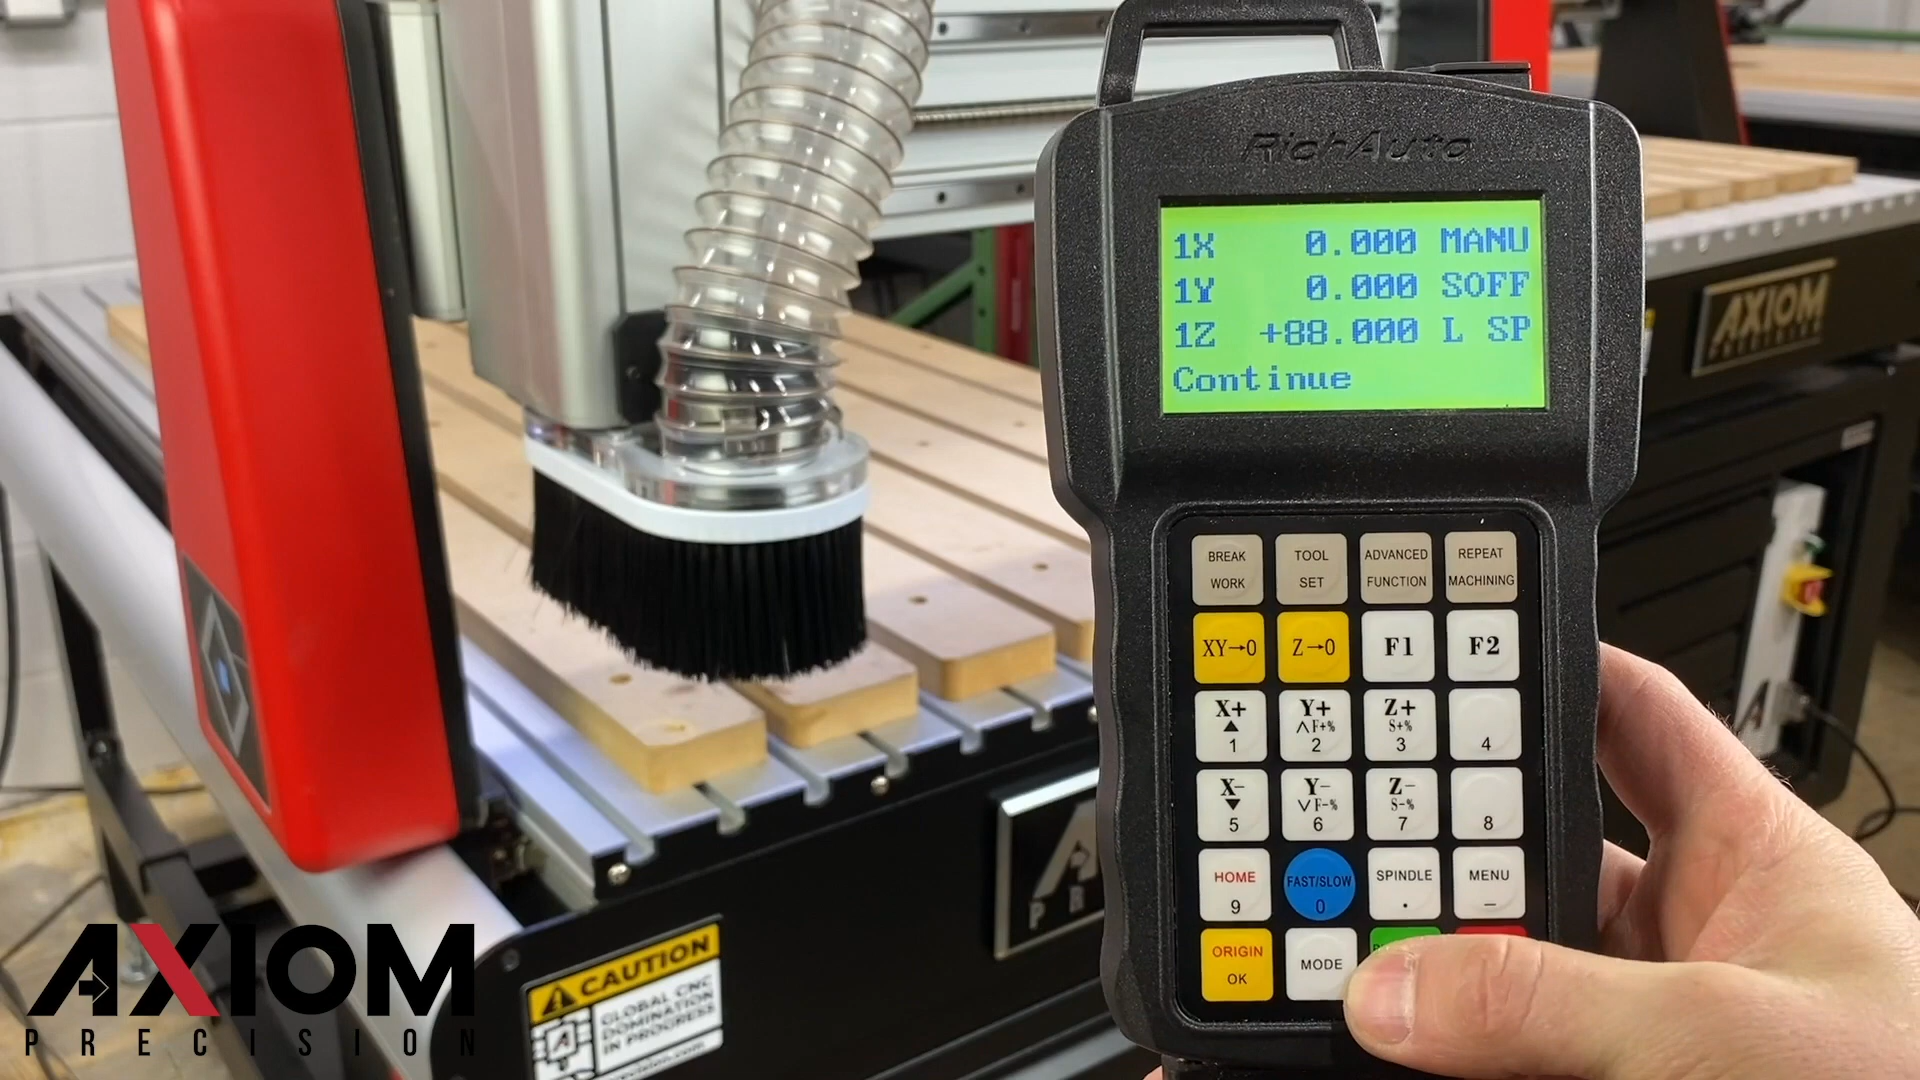 RichAuto
1X 0.000 MANU
1Y 0.000 SOFF
1Z +88.000 L SP
Continue
BREAK WORK
TOOL SET
ADVANCED FUNCTION
REPEAT MACHINING
XY→0
Z→0
F1
F2
X+ ▲ 1
Y+ ∧F+% 2
Z+ S+% 3
4
X- ▼ 5
Y- ∨F-% 6
Z- S-% 7
8
HOME 9
FAST/SLOW 0
SPINDLE .
MENU –
ORIGIN OK
MODE
AXIOM
PRECISION
CAUTION
GLOBAL CNC
DOMINATION
IN PROGRESS
AXIOM
PRECISION